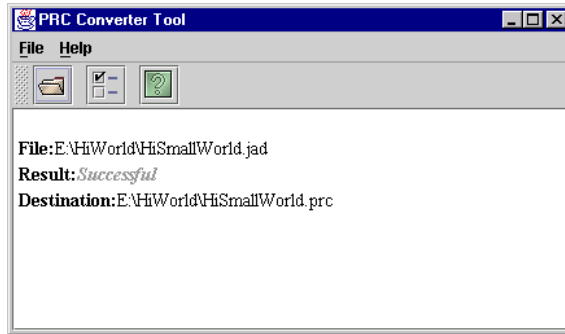 PRC Converter Tool
File Help
File:E:\HiWorld\HiSmallWorld.jad
Result:Successful
Destination:E:\HiWorld\HiSmallWorld.prc